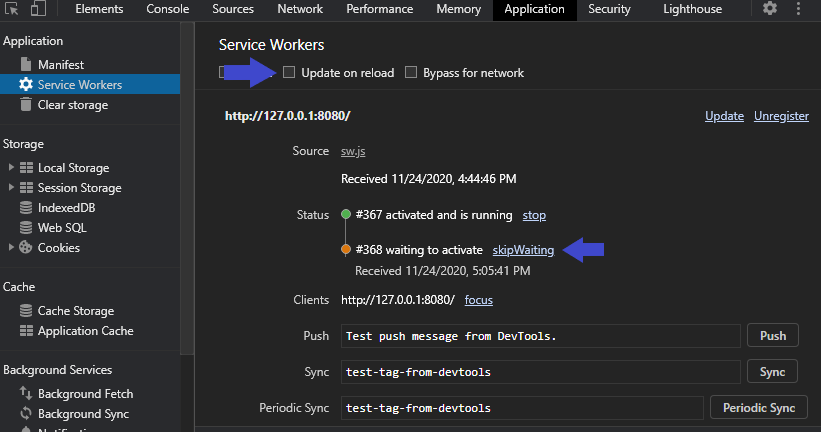 Elements Console Sources Network Performance Memory Application Security Lighthouse
Application
Manifest
Service Workers
Clear storage
Storage
Local Storage
Session Storage
IndexedDB
Web SQL
Cookies
Cache
Cache Storage
Application Cache
Background Services
Background Fetch
Background Sync
Service Workers
Update on reload Bypass for network
http://127.0.0.1:8080/ Update Unregister
Source sw.js
Received 11/24/2020, 4:44:46 PM
Status #367 activated and is running stop
#368 waiting to activate skipWaiting
Received 11/24/2020, 5:05:41 PM
Clients http://127.0.0.1:8080/ focus
Push Test push message from DevTools. Push
Sync test-tag-from-devtools Sync
Periodic Sync test-tag-from-devtools Periodic Sync